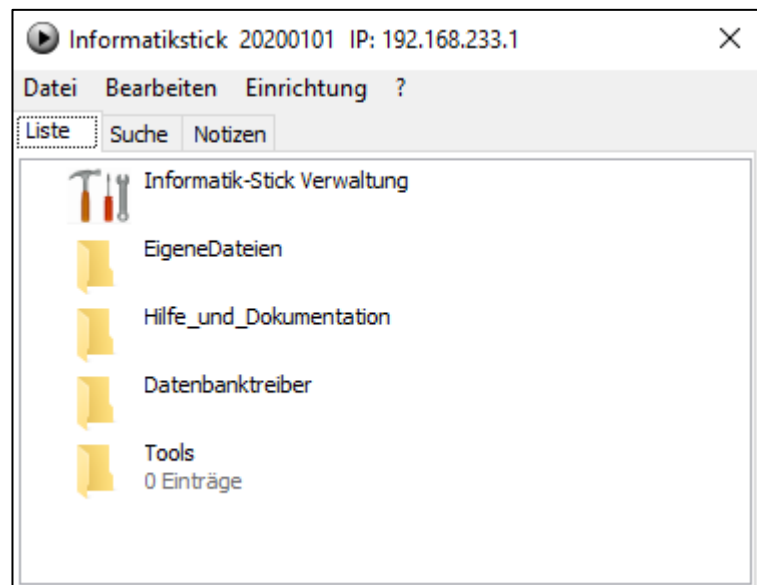 Informatikstick 20200101 IP: 192.168.233.1
Datei Bearbeiten Einrichtung ?
Liste Suche Notizen
Informatik-Stick Verwaltung
EigeneDateien
Hilfe_und_Dokumentation
Datenbanktreiber
Tools
0 Einträge